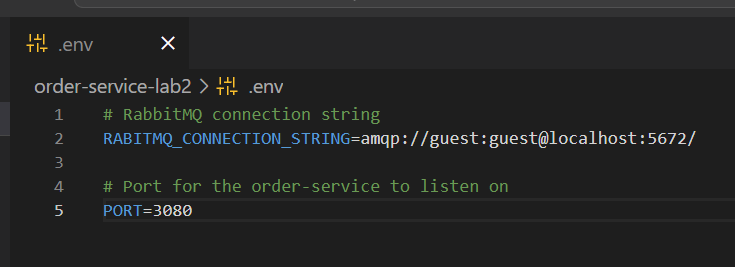 .env
order-service-lab2 > .env
1 # RabbitMQ connection string
2 RABITMQ_CONNECTION_STRING=amqp://guest:guest@localhost:5672/
3
4 # Port for the order-service to listen on
5 PORT=3080